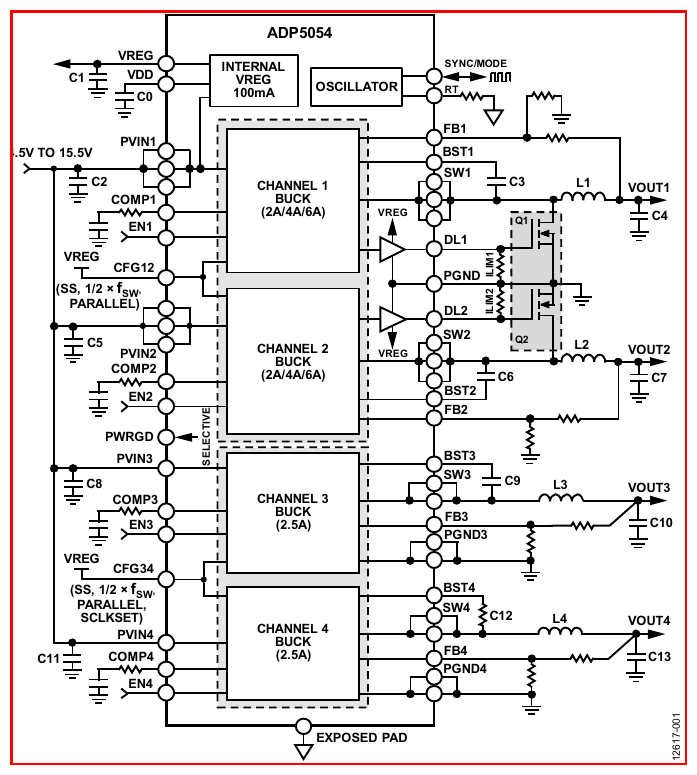 ADP5054
VREG
C1
VDD
C0
INTERNAL
VREG
100mA
OSCILLATOR
SYNC/MODE
RT
PVIN1
.5V TO 15.5V
C2
COMP1
EN1
VREG
CFG12
(SS, 1/2 × fSW,
PARALLEL)
CHANNEL 1
BUCK
(2A/4A/6A)
FB1
BST1
SW1
C3
L1
VOUT1
C4
VREG
DL1
Q1
ILIM1
PGND
ILIM2
DL2
Q2
VREG
SW2
L2
VOUT2
C7
C6
BST2
FB2
C5
PVIN2
COMP2
EN2
CHANNEL 2
BUCK
(2A/4A/6A)
PWRGD
SELECTIVE
PVIN3
C8
COMP3
EN3
VREG
CFG34
(SS, 1/2 × fSW,
PARALLEL,
SCLKSET)
CHANNEL 3
BUCK
(2.5A)
BST3
SW3
C9
L3
VOUT3
C10
FB3
PGND3
PVIN4
C11
COMP4
EN4
CHANNEL 4
BUCK
(2.5A)
BST4
SW4
C12
L4
VOUT4
C13
FB4
PGND4
EXPOSED PAD
12617-001